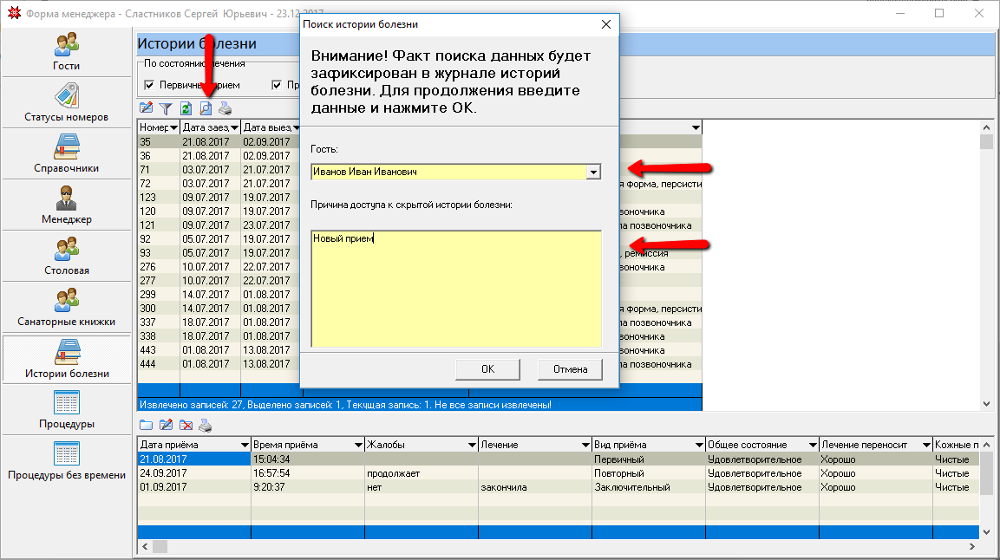 Форма менеджера - Сластников Сергей Юрьевич - 23.12.2017
Гости
Статусы номеров
Справочники
Менеджер
Столовая
Санаторные книжки
Истории болезни
Процедуры
Процедуры без времени
Истории болезни
По состоянию лечения
Первичный прием
Пр
Номер Дата заез, Дата выез,
35 21.08.2017 02.09.2017
36 21.08.2017 02.09.2017
71 03.07.2017 21.07.2017
72 03.07.2017 21.07.2017 я форма, персисти
123 09.07.2017 19.07.2017
120 09.07.2017 19.07.2017 звоночника
121 09.07.2017 23.07.2017 ла позвоночника
92 05.07.2017 19.07.2017
93 05.07.2017 19.07.2017 , ремиссия
276 10.07.2017 22.07.2017 звоночника
277 10.07.2017 22.07.2017
299 14.07.2017 01.08.2017
300 14.07.2017 01.08.2017 я форма, персисти
337 18.07.2017 01.08.2017 ла позвоночника
338 18.07.2017 01.08.2017 звоночника
443 01.08.2017 13.08.2017 звоночника
444 01.08.2017 13.08.2017 ла позвоночника
Извлечено записей: 27, Выделено записей: 1, Текущая запись: 1. Не все записи извлечены!
Поиск истории болезни
Внимание! Факт поиска данных будет
зафиксирован в журнале историй
болезни. Для продолжения введите
данные и нажмите ОК.
Гость:
Иванов Иван Иванович
Причина доступа к скрытой истории болезни:
Новый прием
ОК Отмена
Дата приёма Время приёма Жалобы Лечение Вид приёма Общее состояние Лечение переносит Кожные п
21.08.2017 15:04:34 Первичный Удовлетворительное Хорошо Чистые
24.09.2017 16:57:54 продолжает Повторный Удовлетворительное Хорошо Чистые
01.09.2017 9:20:37 нет закончила Заключительный Удовлетворительное Хорошо Чистые